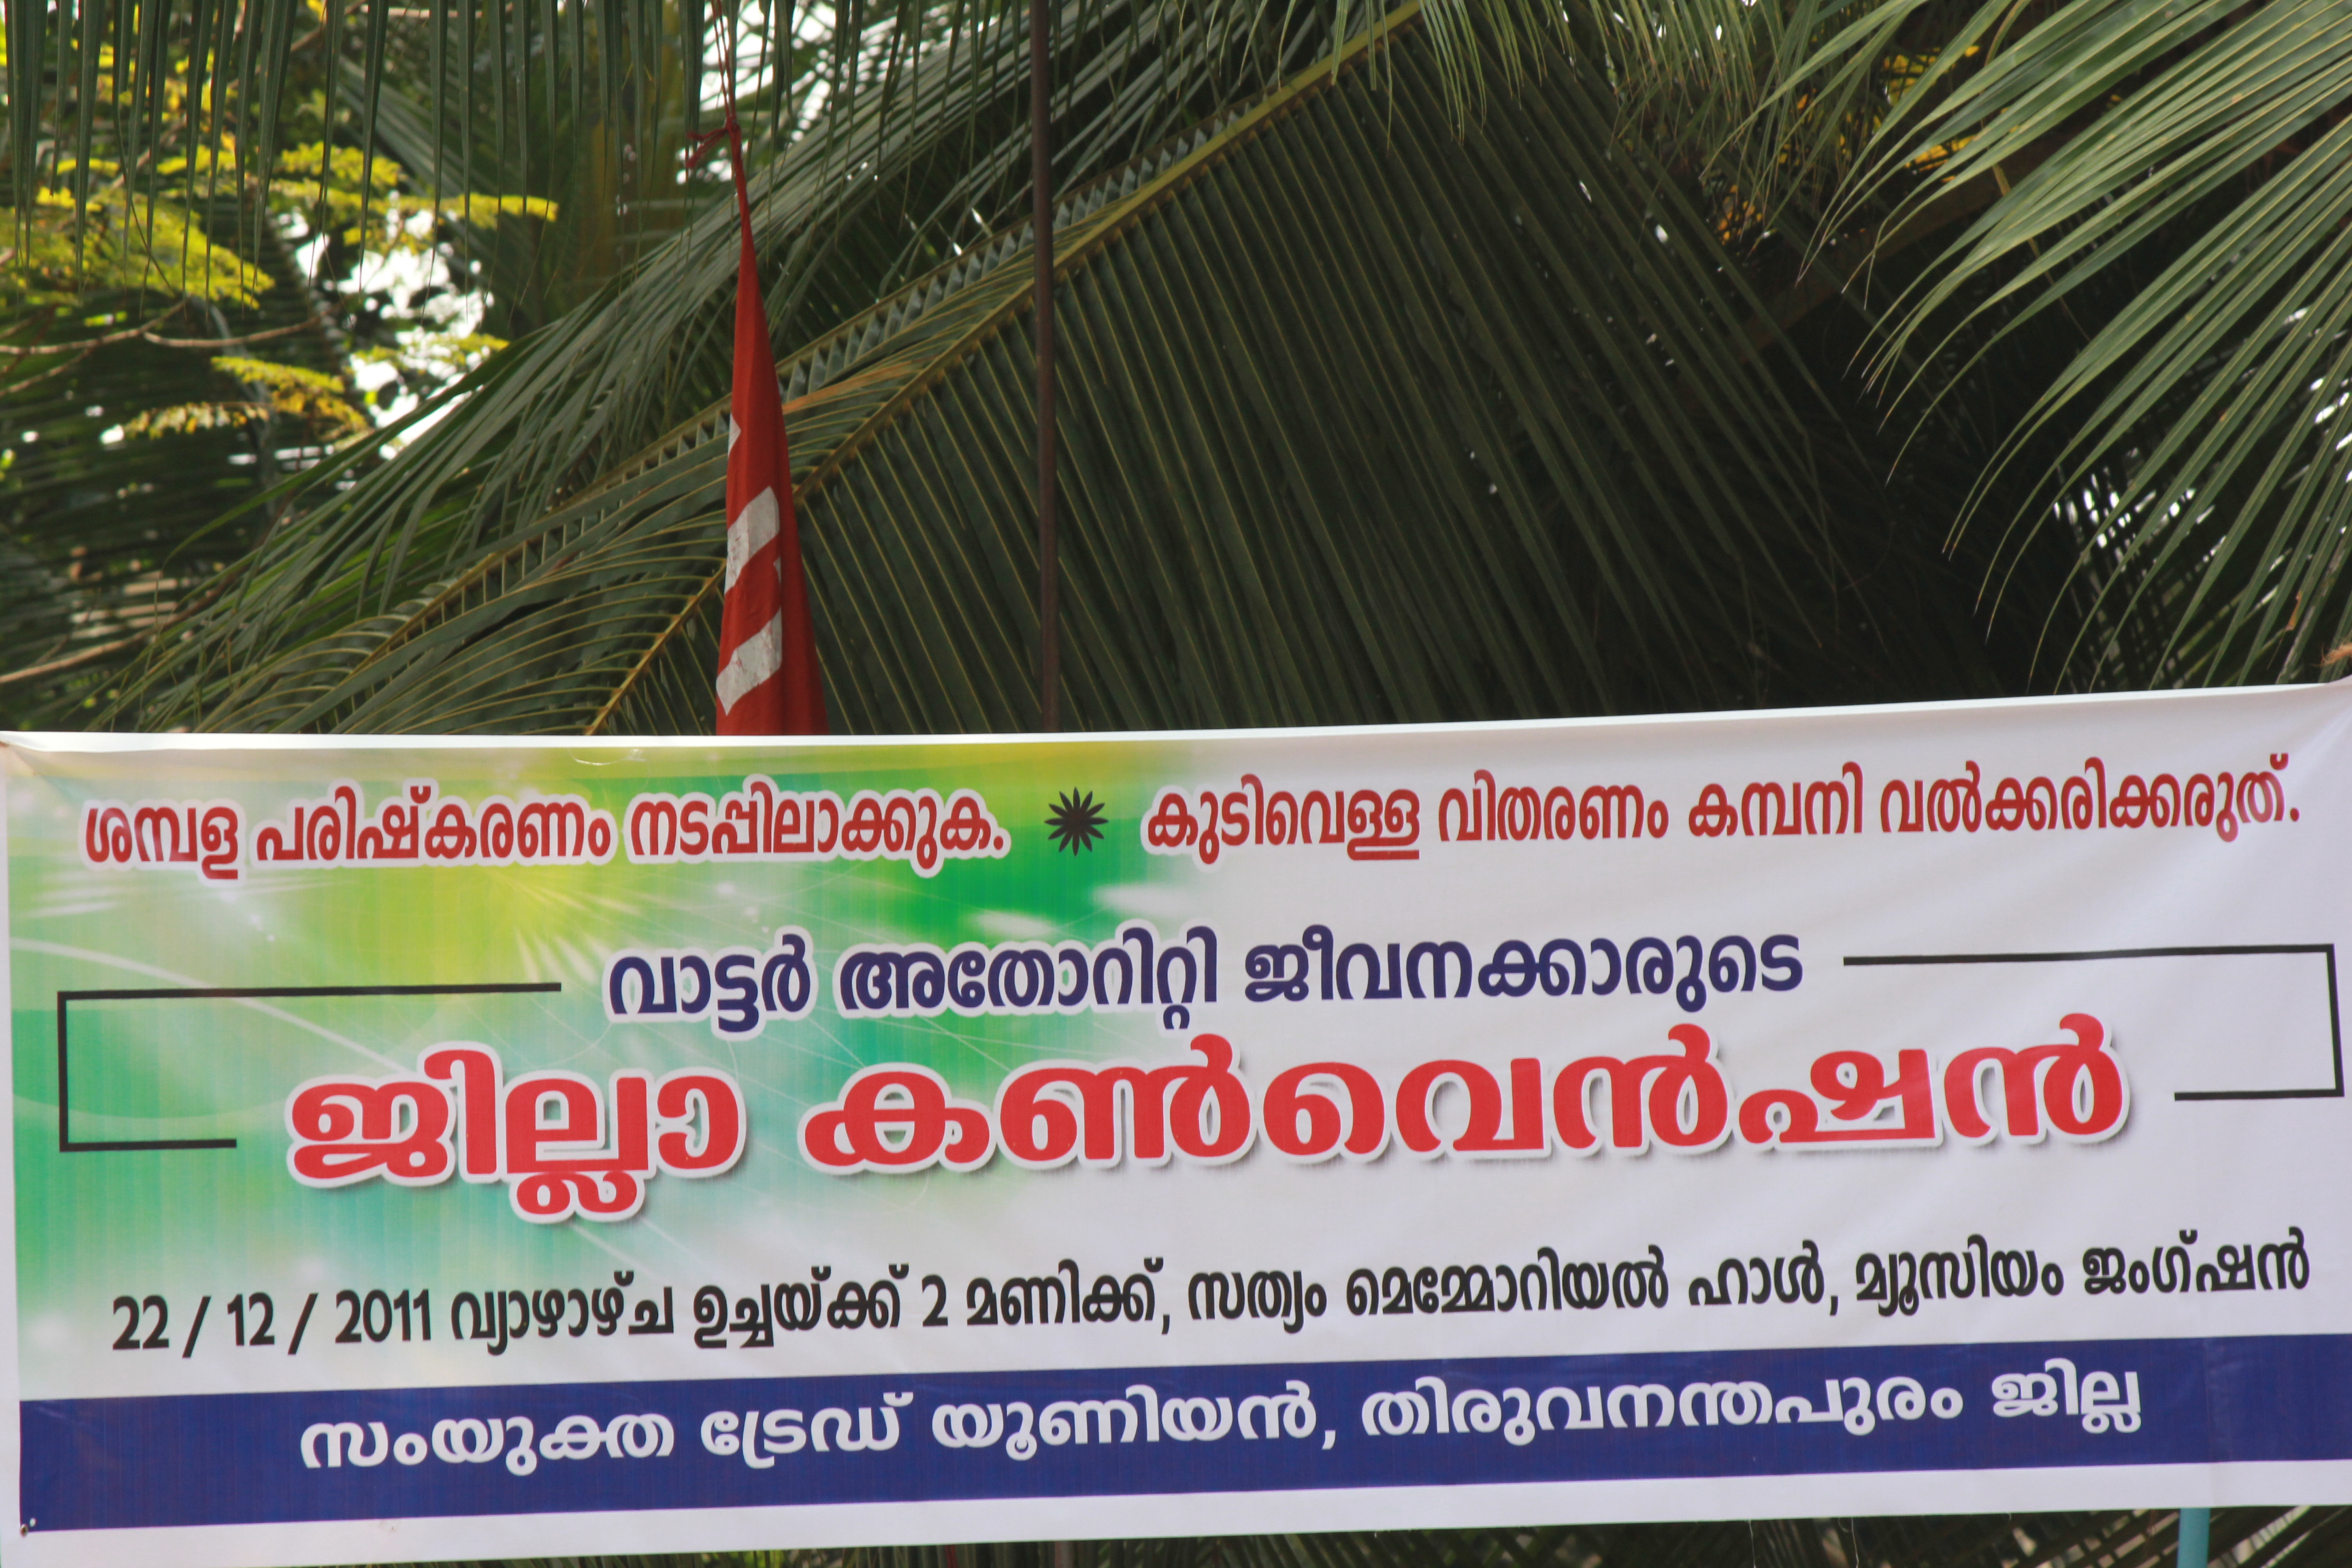 ശമ്പള പരിഷ്കരണം നടപ്പിലാക്കുക. കുടിവെള്ള വിതരണം കമ്പനി വൽക്കരിക്കരുത്.
വാട്ടർ അതോറിറ്റി ജീവനക്കാരുടെ
ജില്ലാ കൺവെൻഷൻ
22 / 12 / 2011 വ്യാഴാഴ്ച ഉച്ചയ്ക്ക് 2 മണിക്ക്, സത്യം മെമ്മോറിയൽ ഹാൾ, മ്യൂസിയം ജംഗ്ഷൻ
സംയുക്ത ട്രേഡ് യൂണിയൻ, തിരുവനന്തപുരം ജില്ല